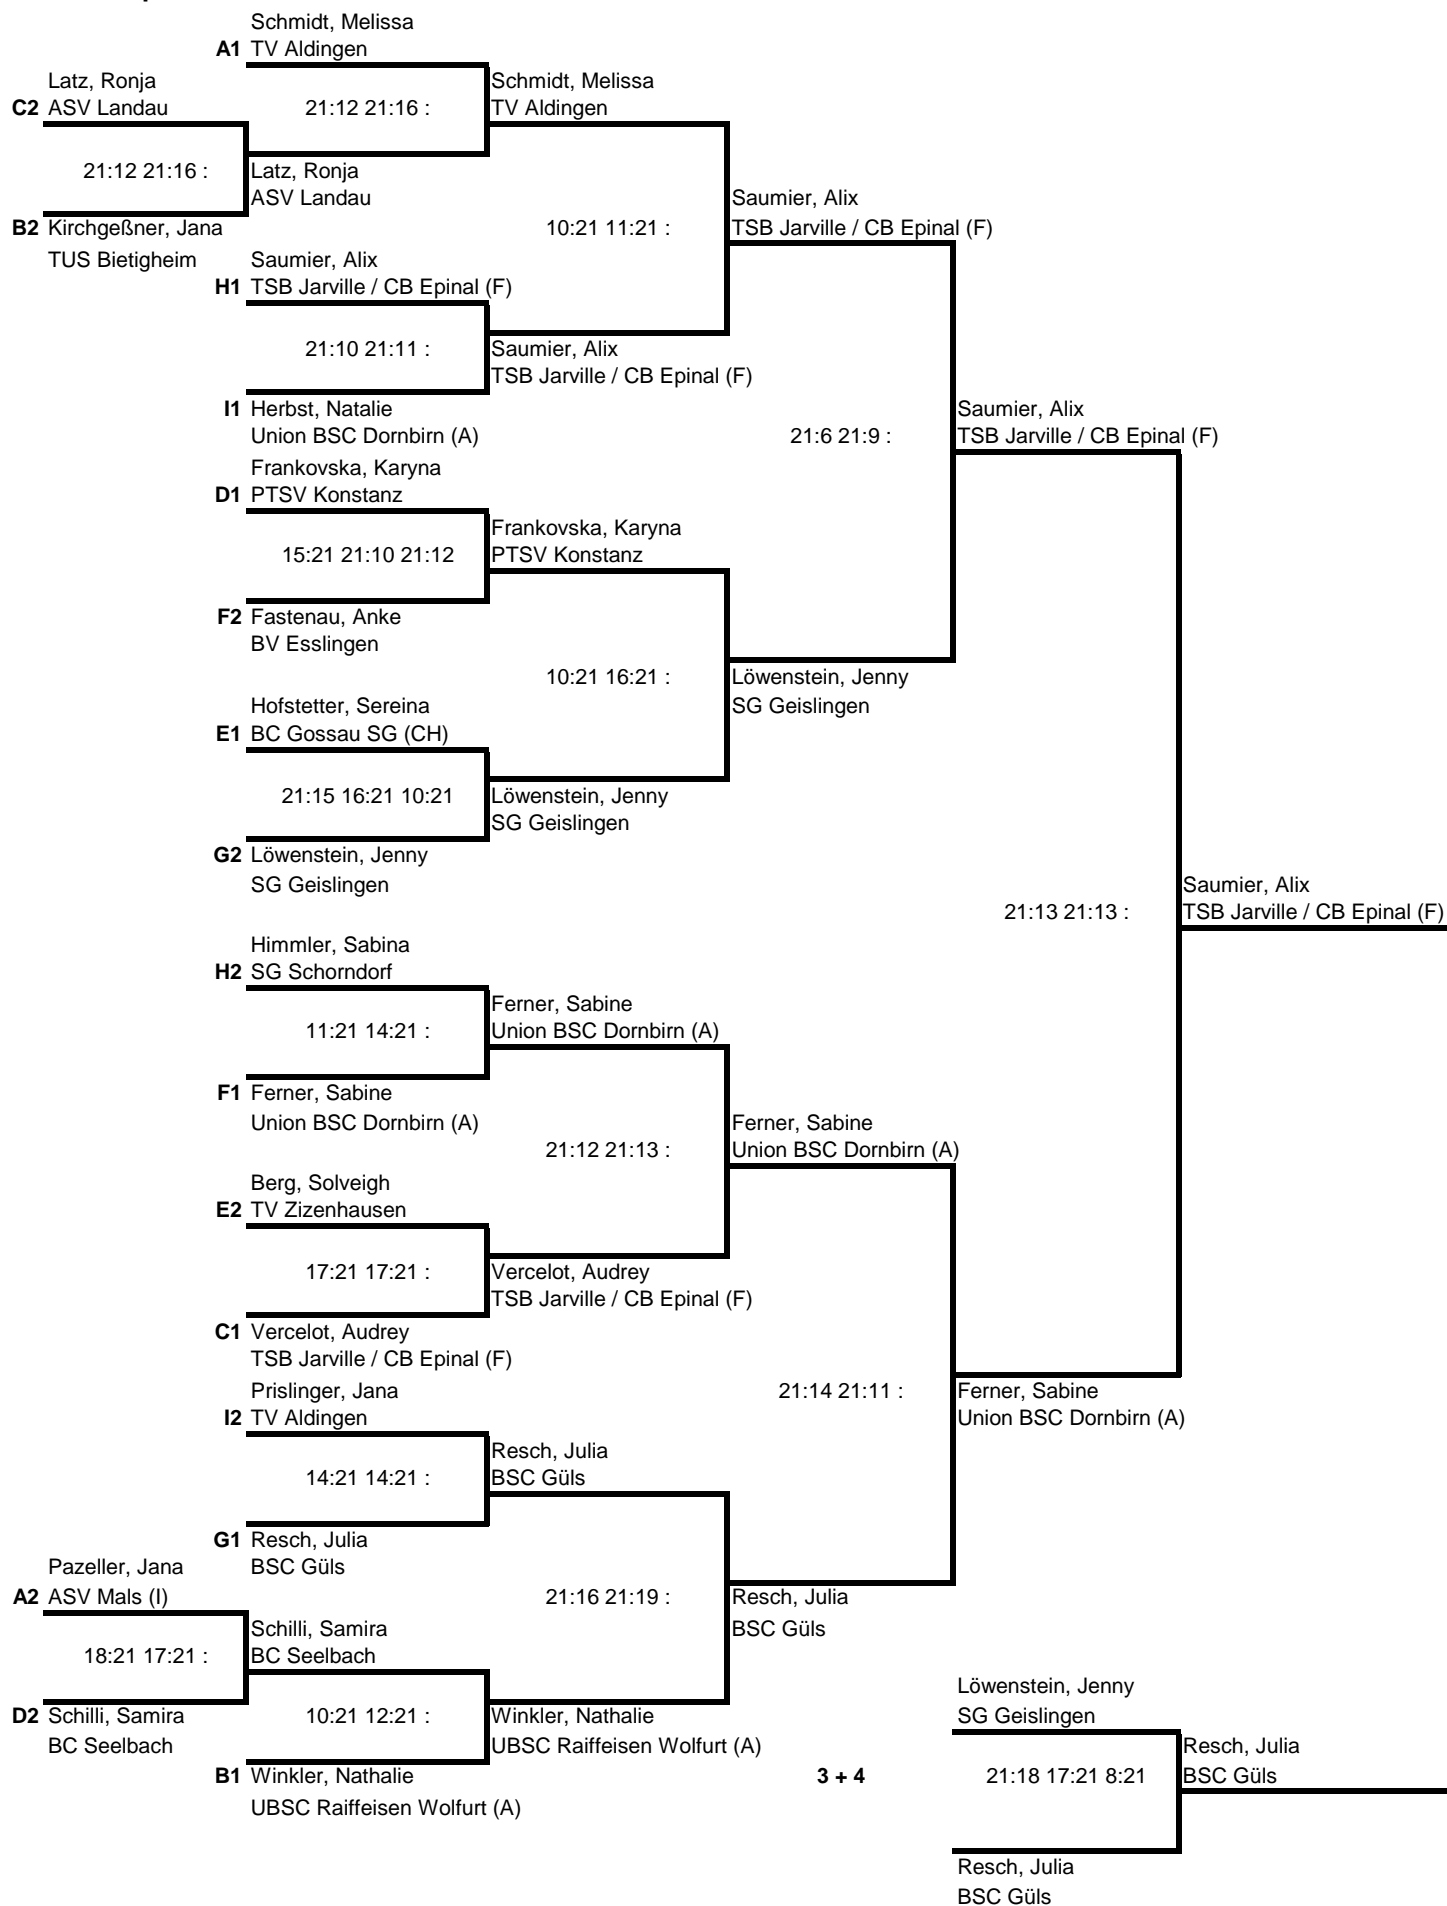 Schmidt, Melissa
A1 TV Aldingen
Latz, Ronja
C2 ASV Landau
21:12 21:16 :
Schmidt, Melissa
TV Aldingen
21:12 21:16 :
Latz, Ronja
ASV Landau
B2 Kirchgeßner, Jana
TUS Bietigheim
10:21 11:21 :
Saumier, Alix
TSB Jarville / CB Epinal (F)
Saumier, Alix
H1 TSB Jarville / CB Epinal (F)
21:10 21:11 :
Saumier, Alix
TSB Jarville / CB Epinal (F)
I1 Herbst, Natalie
Union BSC Dornbirn (A)
21:6 21:9 :
Saumier, Alix
TSB Jarville / CB Epinal (F)
Frankovska, Karyna
D1 PTSV Konstanz
15:21 21:10 21:12
Frankovska, Karyna
PTSV Konstanz
F2 Fastenau, Anke
BV Esslingen
10:21 16:21 :
Löwenstein, Jenny
SG Geislingen
Hofstetter, Sereina
E1 BC Gossau SG (CH)
21:15 16:21 10:21
Löwenstein, Jenny
SG Geislingen
G2 Löwenstein, Jenny
SG Geislingen
21:13 21:13 :
Saumier, Alix
TSB Jarville / CB Epinal (F)
Himmler, Sabina
H2 SG Schorndorf
11:21 14:21 :
Ferner, Sabine
Union BSC Dornbirn (A)
F1 Ferner, Sabine
Union BSC Dornbirn (A)
21:12 21:13 :
Ferner, Sabine
Union BSC Dornbirn (A)
Berg, Solveigh
E2 TV Zizenhausen
17:21 17:21 :
Vercelot, Audrey
TSB Jarville / CB Epinal (F)
C1 Vercelot, Audrey
TSB Jarville / CB Epinal (F)
21:14 21:11 :
Ferner, Sabine
Union BSC Dornbirn (A)
Prislinger, Jana
I2 TV Aldingen
14:21 14:21 :
Resch, Julia
BSC Güls
G1 Resch, Julia
BSC Güls
Pazeller, Jana
A2 ASV Mals (I)
21:16 21:19 :
Resch, Julia
BSC Güls
18:21 17:21 :
Schilli, Samira
BC Seelbach
D2 Schilli, Samira
BC Seelbach
10:21 12:21 :
Winkler, Nathalie
UBSC Raiffeisen Wolfurt (A)
B1 Winkler, Nathalie
UBSC Raiffeisen Wolfurt (A)
Löwenstein, Jenny
SG Geislingen
3 + 4
21:18 17:21 8:21
Resch, Julia
BSC Güls
Resch, Julia
BSC Güls